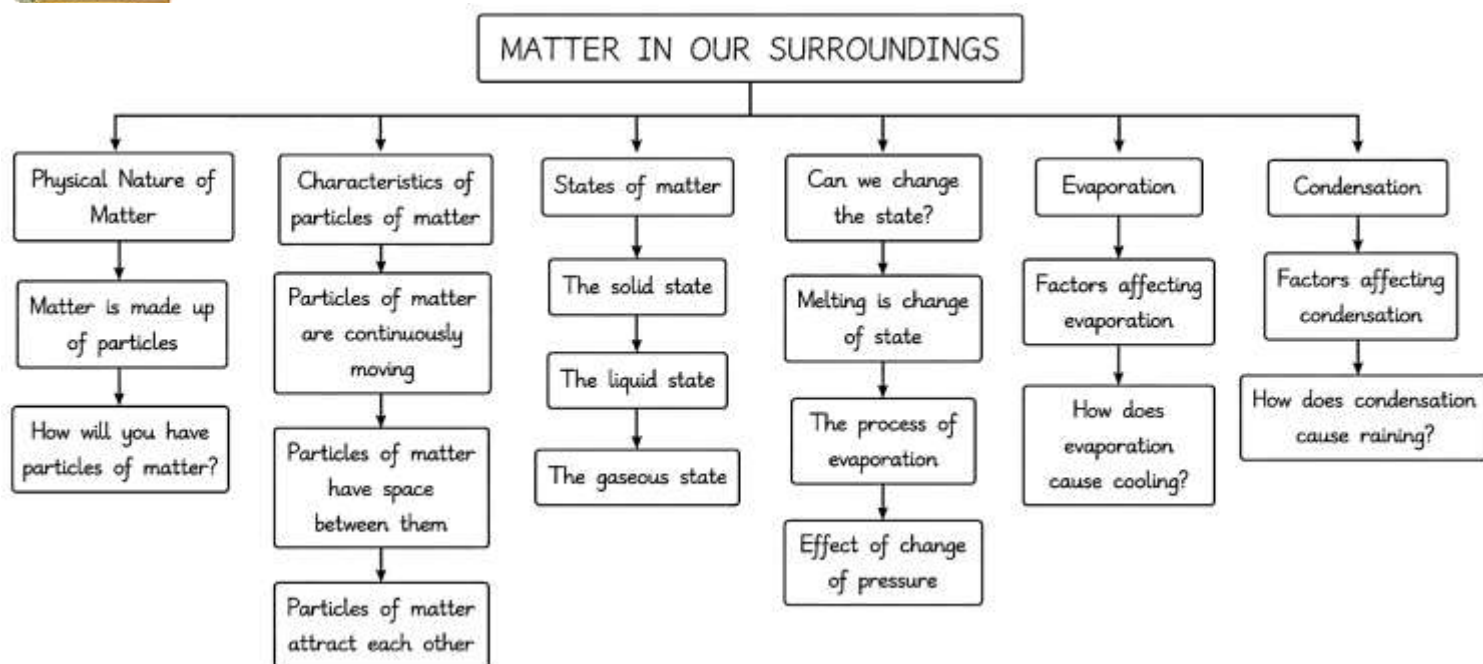 MATTER IN OUR SURROUNDINGS
Physical Nature of
Matter
Matter is made up
of particles
How will you have
particles of matter?
Characteristics of
particles of matter
Particles of matter
are continuously
moving
Particles of matter
have space
between them
Particles of matter
attract each other
States of matter
The solid state
The liquid state
The gaseous state
Can we change
the state?
Melting is change
of state
The process of
evaporation
Effect of change
of pressure
Evaporation
Factors affecting
evaporation
How does
evaporation
cause cooling?
Condensation
Factors affecting
condensation
How does condensation
cause raining?